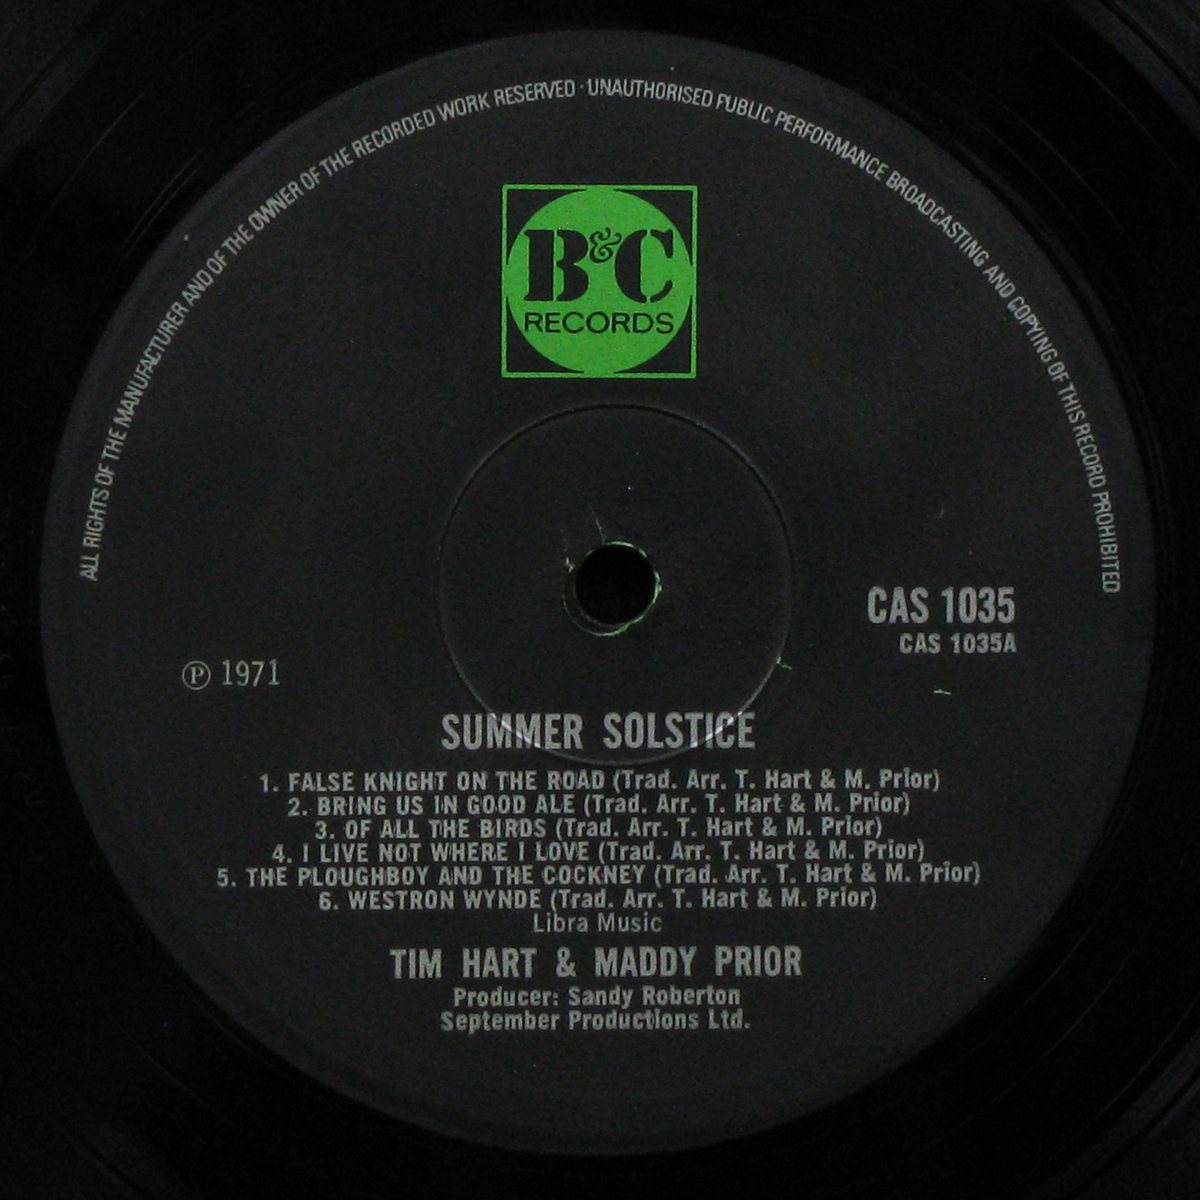 ALL RIGHTS OF THE MANUFACTURER AND OF THE OWNER OF THE RECORDED WORK RESERVED · UNAUTHORISED PUBLIC PERFORMANCE BROADCASTING AND COPYING OF THIS RECORD PROHIBITED
B&C
RECORDS
CAS 1035
CAS 1035A
℗ 1971
SUMMER SOLSTICE
1. FALSE KNIGHT ON THE ROAD (Trad. Arr. T. Hart & M. Prior)
2. BRING US IN GOOD ALE (Trad. Arr. T. Hart & M. Prior)
3. OF ALL THE BIRDS (Trad. Arr. T. Hart & M. Prior)
4. I LIVE NOT WHERE I LOVE (Trad. Arr. T. Hart & M. Prior)
5. THE PLOUGHBOY AND THE COCKNEY (Trad. Arr. T. Hart & M. Prior)
6. WESTRON WYNDE (Trad. Arr. T. Hart & M. Prior)
Libra Music
TIM HART & MADDY PRIOR
Producer: Sandy Roberton
September Productions Ltd.